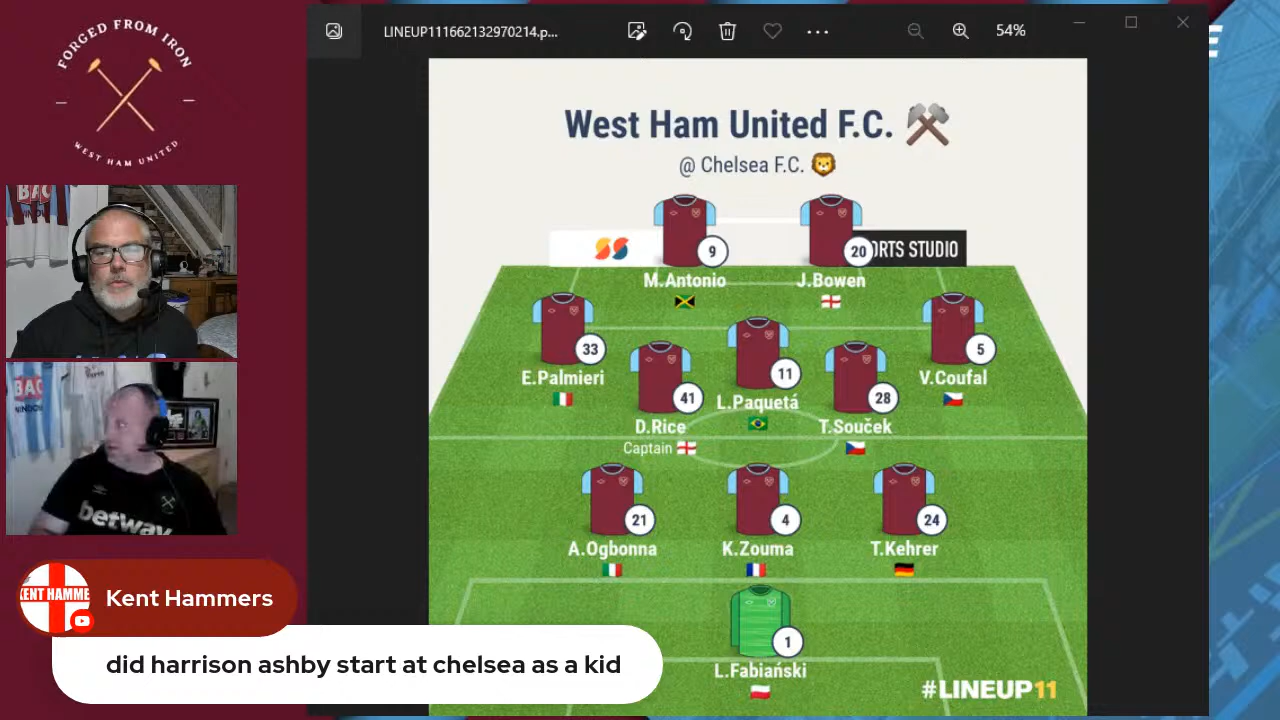 FORGED FROM IRON
WEST HAM UNITED
LINEUP111662132970214.p...
54%
West Ham United F.C.
@ Chelsea F.C.
ORTS STUDIO
9
M.Antonio
20
J.Bowen
33
E.Palmieri
5
V.Coufal
11
L.Paquetá
41
D.Rice
Captain
28
T.Souček
21
A.Ogbonna
4
K.Zouma
24
T.Kehrer
1
L.Fabiański
#LINEUP11
betway
KENT HAMME
Kent Hammers
did harrison ashby start at chelsea as a kid